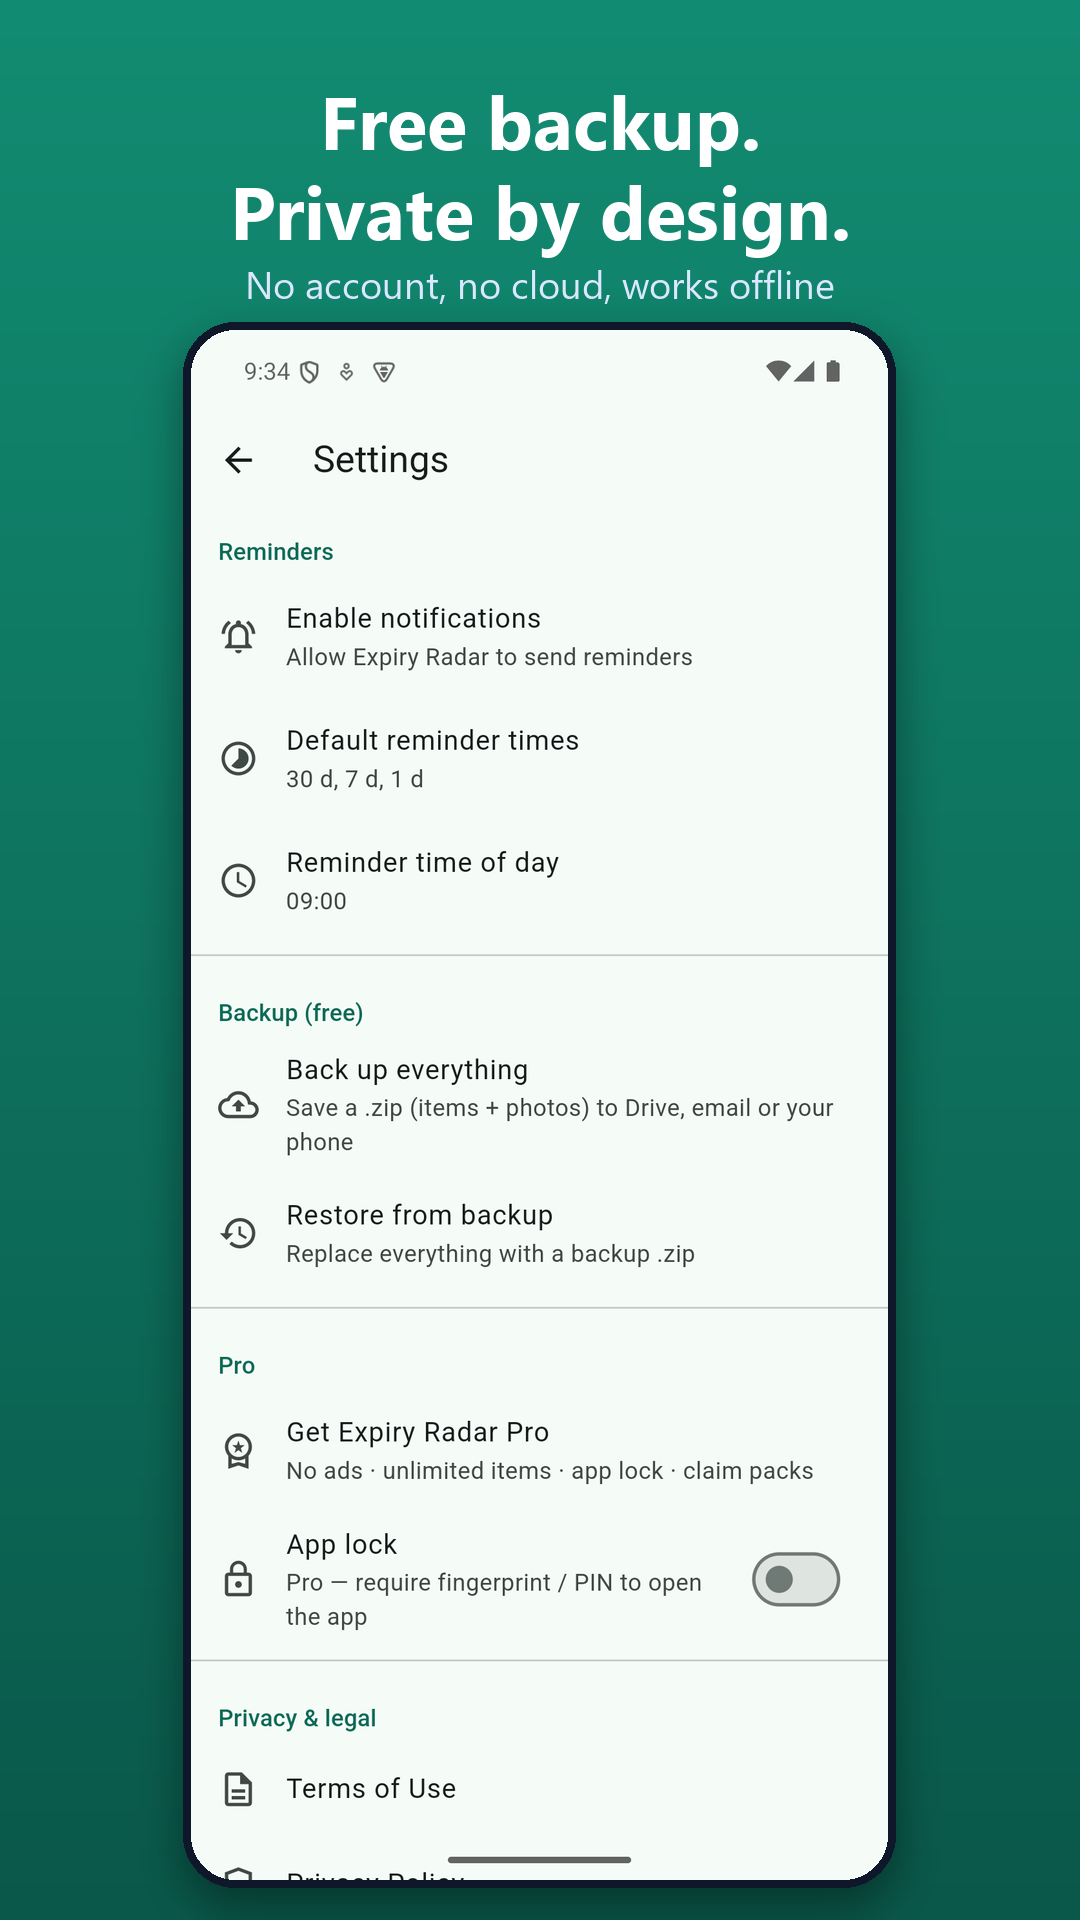 Free backup.
Private by design.
No account, no cloud, works offline
9:34
Settings
Reminders
Enable notifications
Allow Expiry Radar to send reminders
Default reminder times
30 d, 7 d, 1 d
Reminder time of day
09:00
Backup (free)
Back up everything
Save a .zip (items + photos) to Drive, email or your
phone
Restore from backup
Replace everything with a backup .zip
Pro
Get Expiry Radar Pro
No ads · unlimited items · app lock · claim packs
App lock
Pro — require fingerprint / PIN to open
the app
Privacy & legal
Terms of Use
Privacy Policy